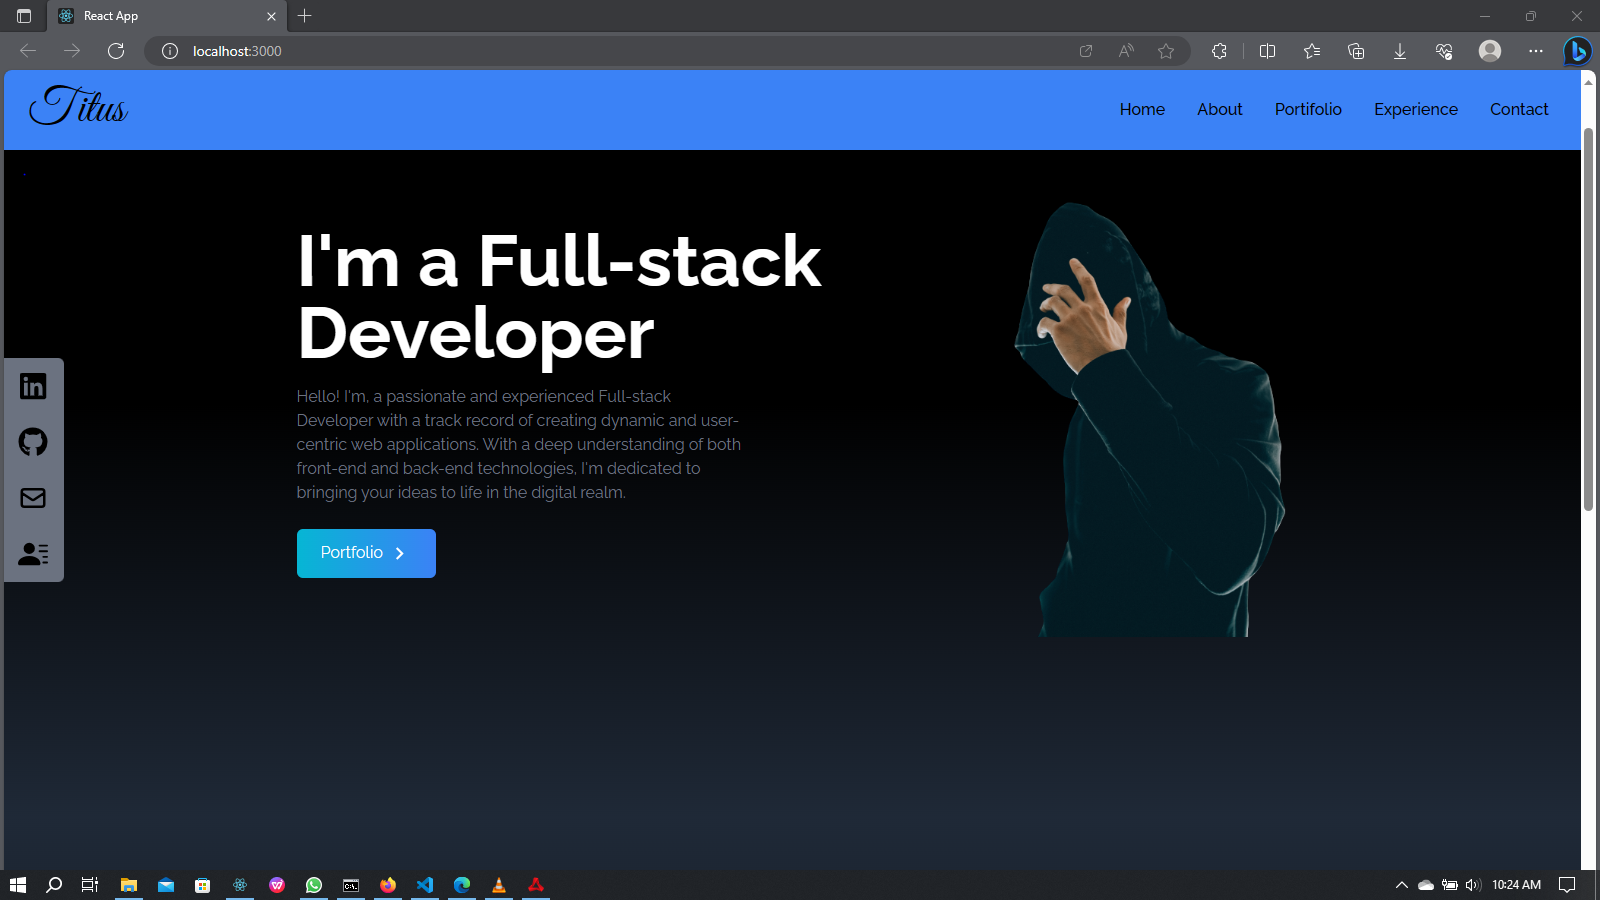 React App
localhost:3000
Titus
Home About Portifolio Experience Contact
I'm a Full-stack
Developer
Hello! I'm, a passionate and experienced Full-stack
Developer with a track record of creating dynamic and user-
centric web applications. With a deep understanding of both
front-end and back-end technologies, I'm dedicated to
bringing your ideas to life in the digital realm.
Portfolio
10:24 AM